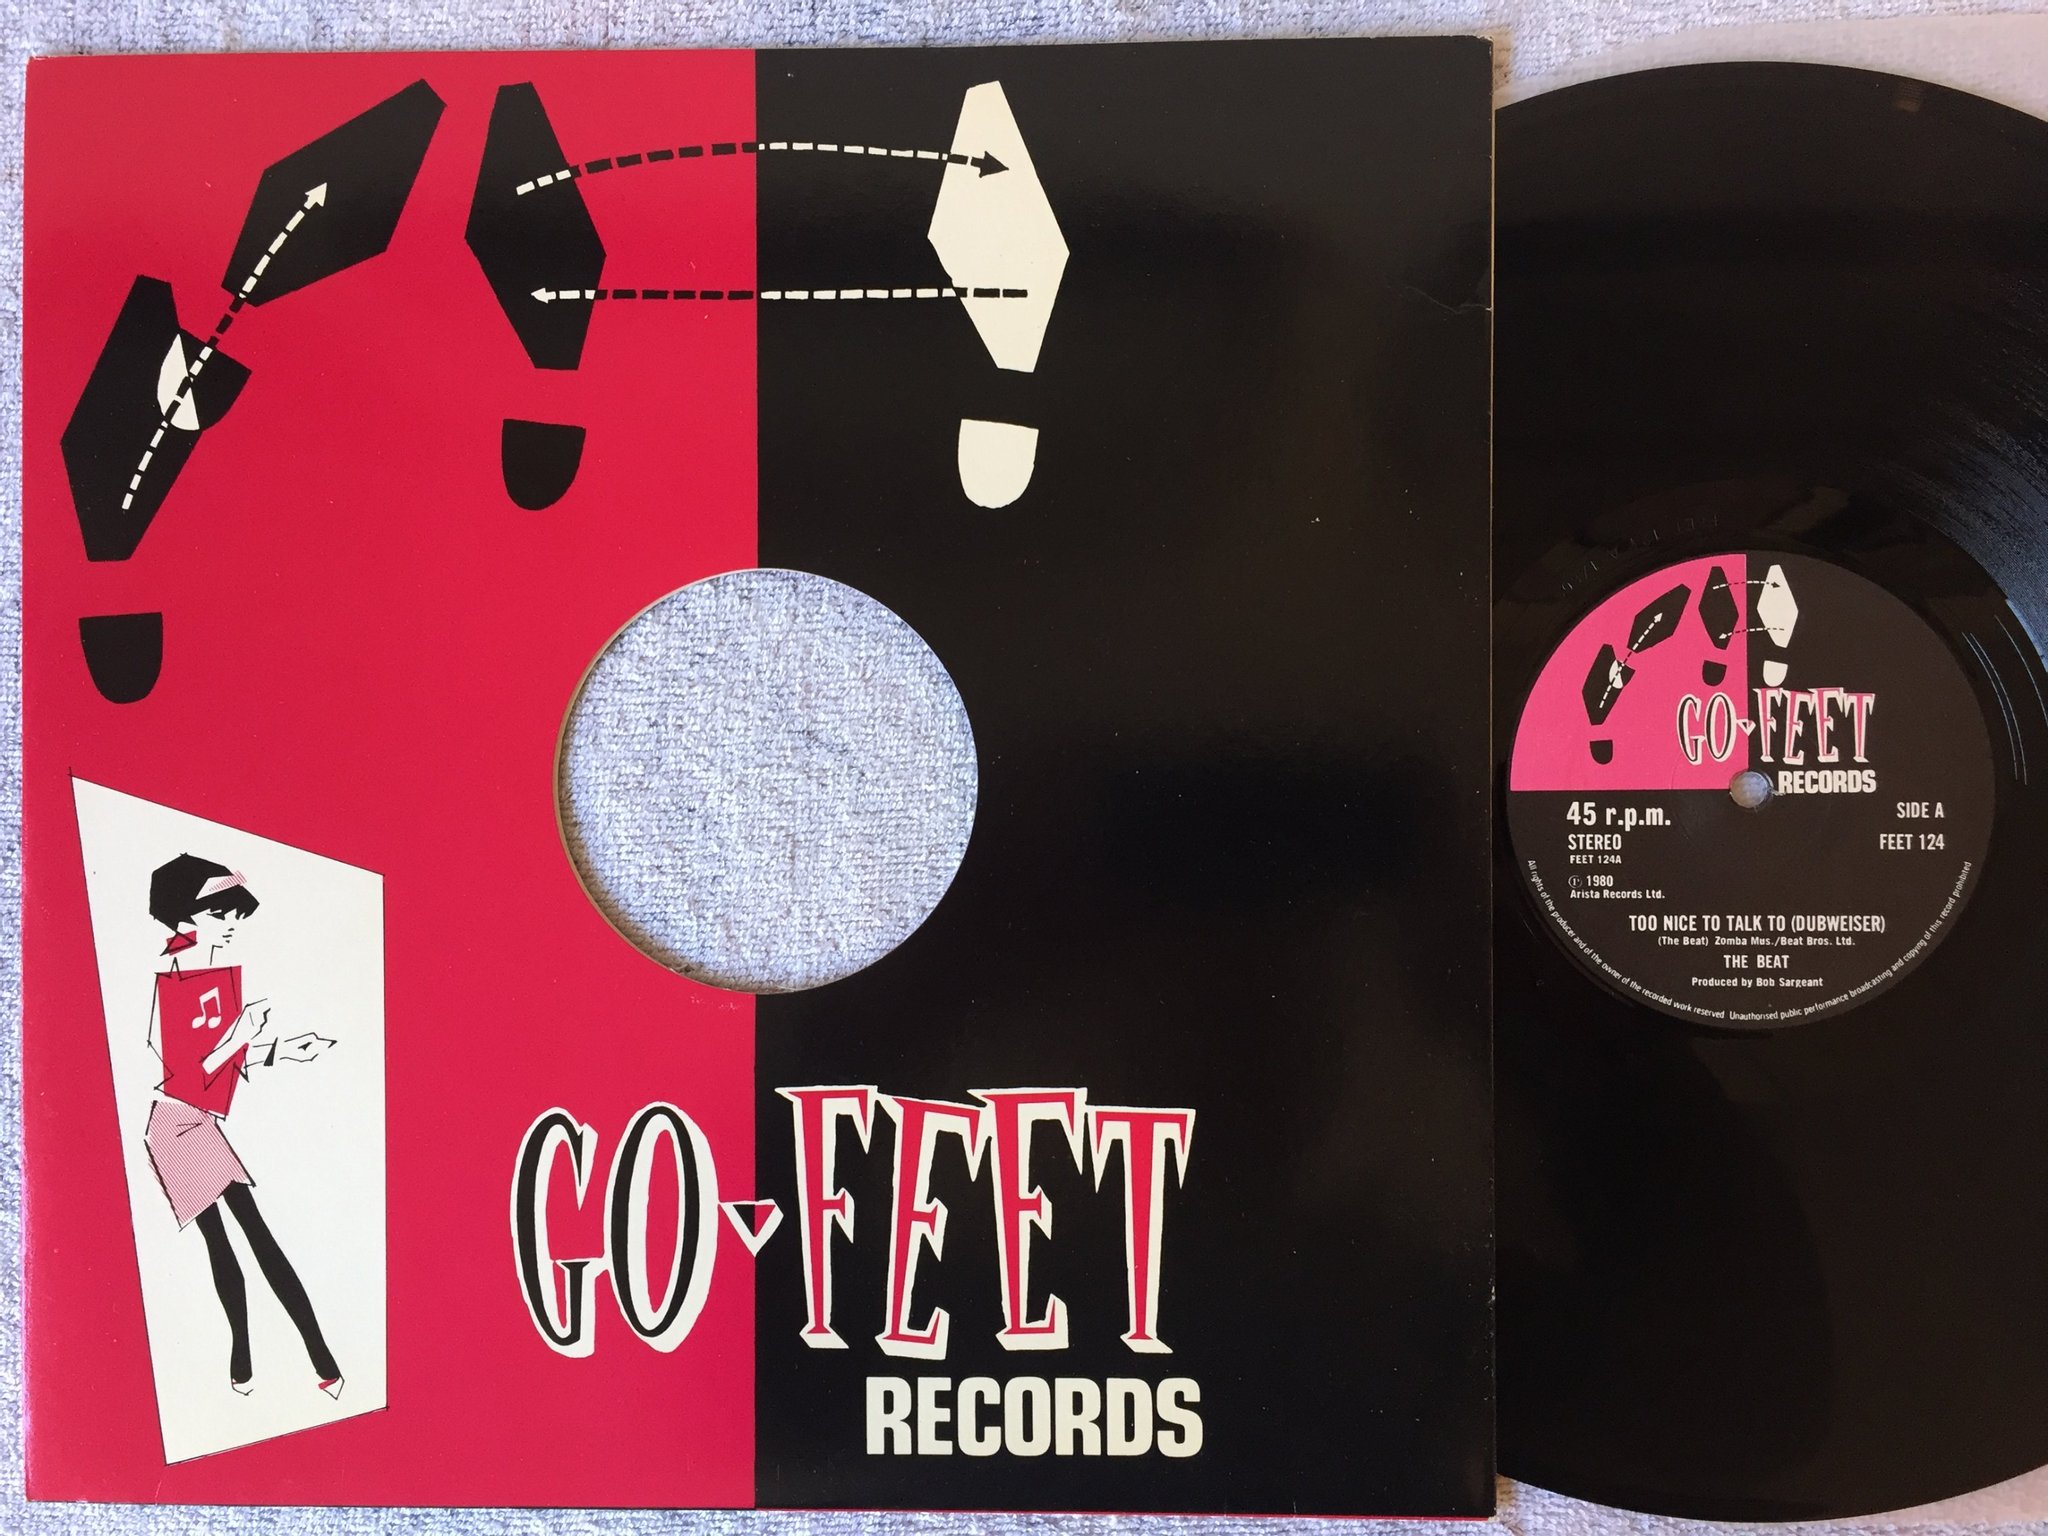 GO FEET
RECORDS
GO FEET
RECORDS
45 r.p.m.
SIDE A
STEREO
FEET 124
FEET 124A
℗ 1980
Arista Records Ltd.
TOO NICE TO TALK TO (DUBWEISER)
(The Beat) Zomba Mus./Beat Bros. Ltd.
THE BEAT
Produced by Bob Sargeant
All rights of the producer and of the owner of the recorded work reserved. Unauthorised public performance broadcasting and copying of this record prohibited